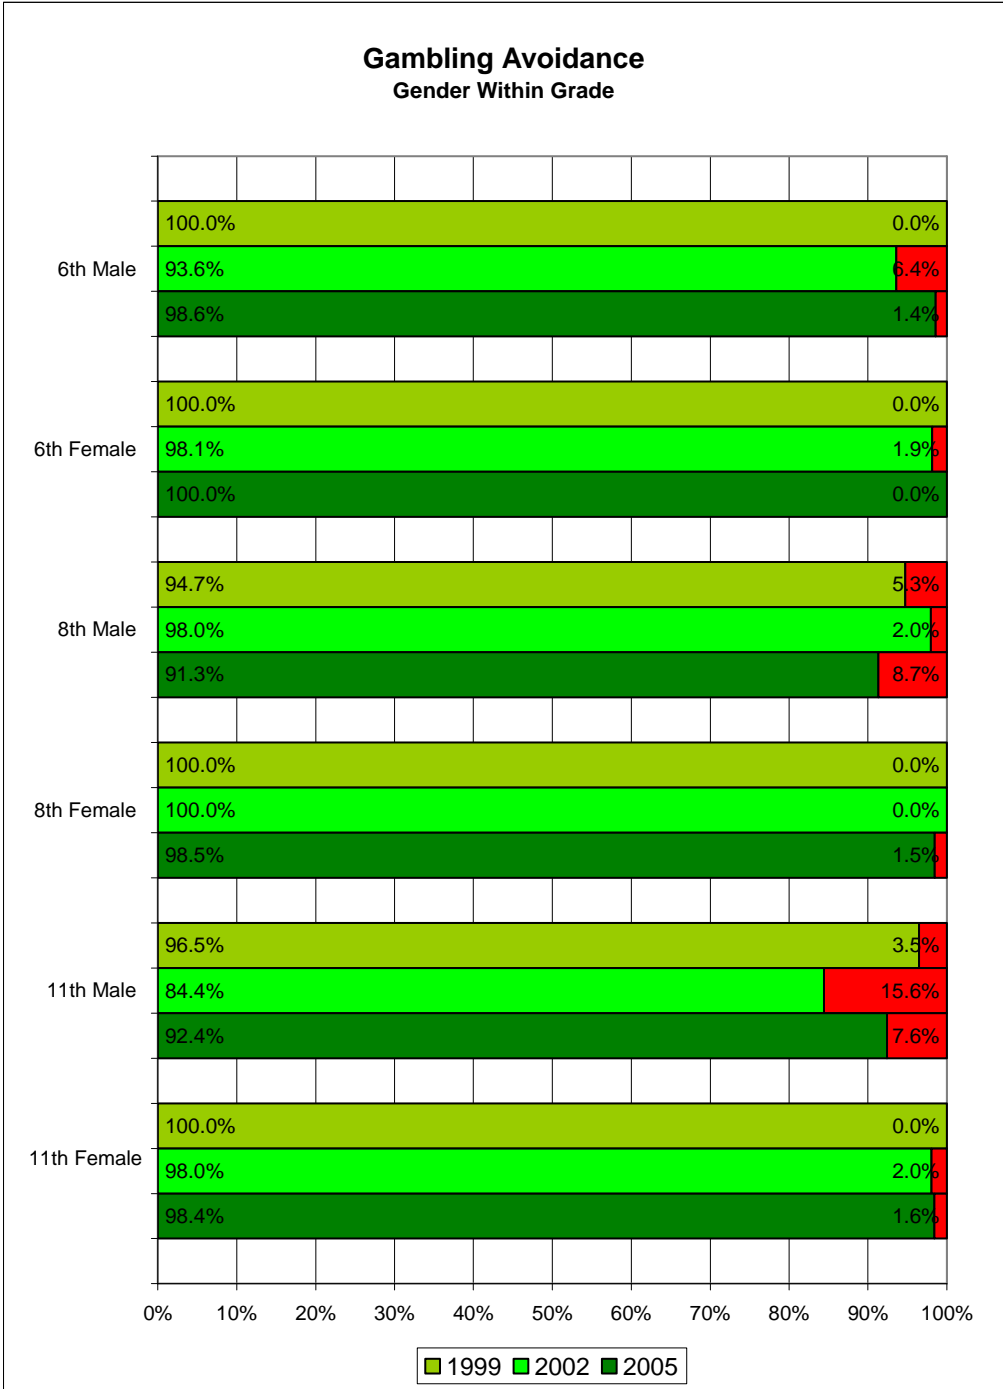 Gambling Avoidance
Gender Within Grade
100.0% 0.0%
6th Male 93.6% 6.4%
98.6% 1.4%
100.0% 0.0%
6th Female 98.1% 1.9%
100.0% 0.0%
94.7% 5.3%
8th Male 98.0% 2.0%
91.3% 8.7%
100.0% 0.0%
8th Female 100.0% 0.0%
98.5% 1.5%
96.5% 3.5%
11th Male 84.4% 15.6%
92.4% 7.6%
100.0% 0.0%
11th Female 98.0% 2.0%
98.4% 1.6%
0% 10% 20% 30% 40% 50% 60% 70% 80% 90% 100%
1999 2002 2005